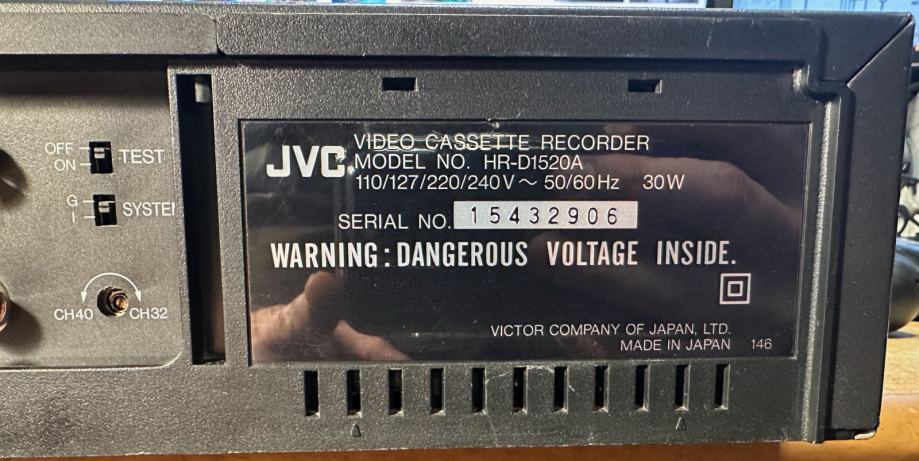 OFF
ON
TEST
G
I
SYSTE
CH40 CH32
JVC
VIDEO CASSETTE RECORDER
MODEL NO. HR-D1520A
110/127/220/240V ~ 50/60Hz 30W
SERIAL NO. 15432906
WARNING: DANGEROUS VOLTAGE INSIDE.
VICTOR COMPANY OF JAPAN, LTD.
MADE IN JAPAN 146